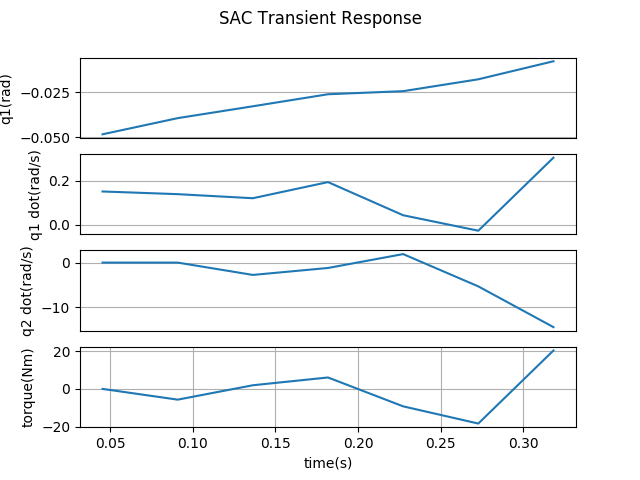 SAC Transient Response
q1(rad)
−0.025
−0.050
q1 dot(rad/s)
0.2
0.0
q2 dot(rad/s)
0
−10
torque(Nm)
20
0
−20
0.05 0.10 0.15 0.20 0.25 0.30
time(s)